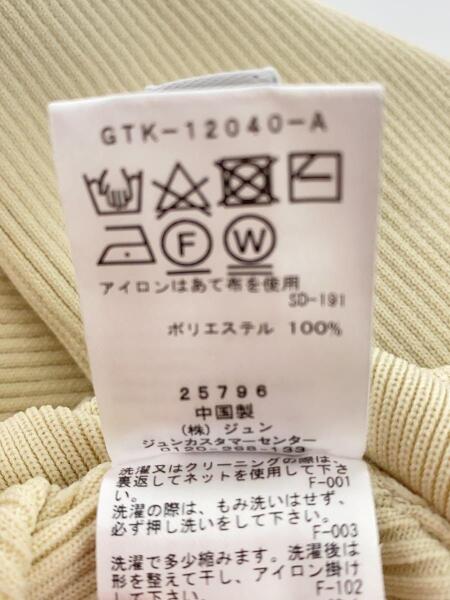 GTK-12040-A
F W
アイロンはあて布を使用
SD-191
ポリエステル 100%
25796
中国製
(株) ジュン
ジュンカスタマーセンター
0120-298-133
洗濯又はクリーニングの際は、
裏返してネットを使用して下さ
い。 F-001
洗濯の際は、もみ洗いはせず、
必ず押し洗いをして下さい。
F-003
洗濯で多少縮みます。洗濯後は
形を整えて干し、アイロン掛け
F-102